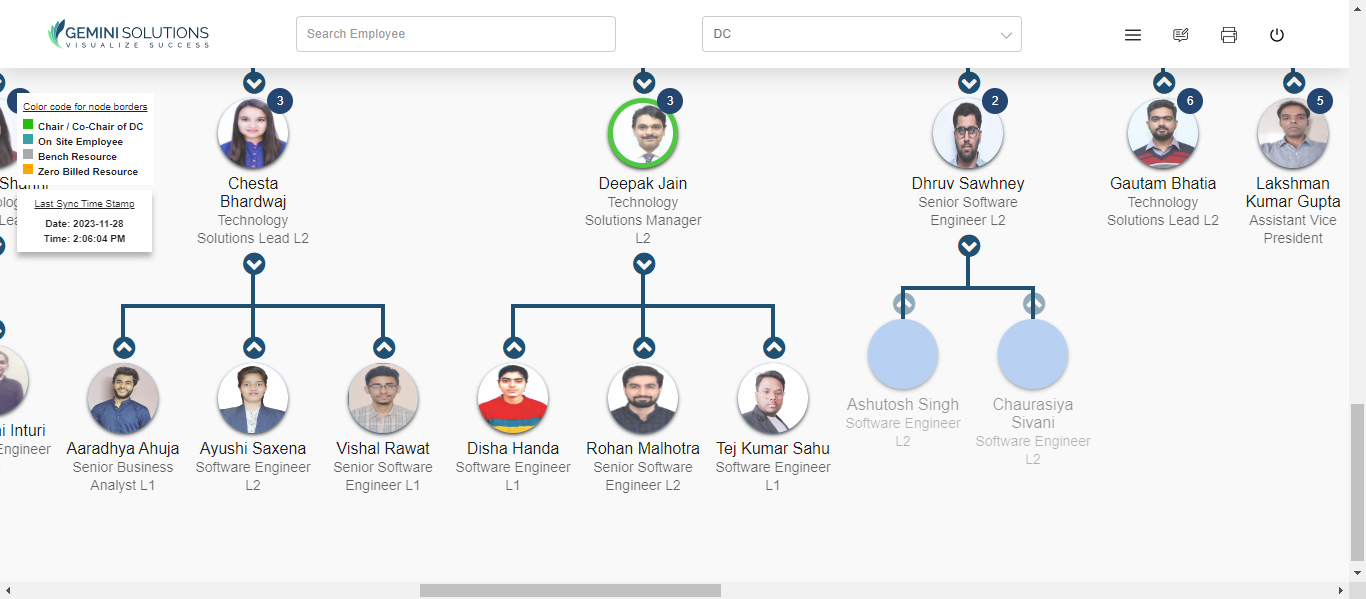 GEMINI SOLUTIONS
VISUALIZE SUCCESS
Search Employee
DC
Color code for node borders
Chair / Co-Chair of DC
On Site Employee
Bench Resource
Zero Billed Resource
Last Sync Time Stamp
Date: 2023-11-28
Time: 2:06:04 PM
3
Chesta
Bhardwaj
Technology
Solutions Lead L2
3
Deepak Jain
Technology
Solutions Manager
L2
2
Dhruv Sawhney
Senior Software
Engineer L2
6
Gautam Bhatia
Technology
Solutions Lead L2
5
Lakshman
Kumar Gupta
Assistant Vice
President
Inturi
Engineer
Aaradhya Ahuja
Senior Business
Analyst L1
Ayushi Saxena
Software Engineer
L2
Vishal Rawat
Senior Software
Engineer L1
Disha Handa
Software Engineer
L1
Rohan Malhotra
Senior Software
Engineer L2
Tej Kumar Sahu
Software Engineer
L1
Ashutosh Singh
Software Engineer
L2
Chaurasiya
Sivani
Software Engineer
L2